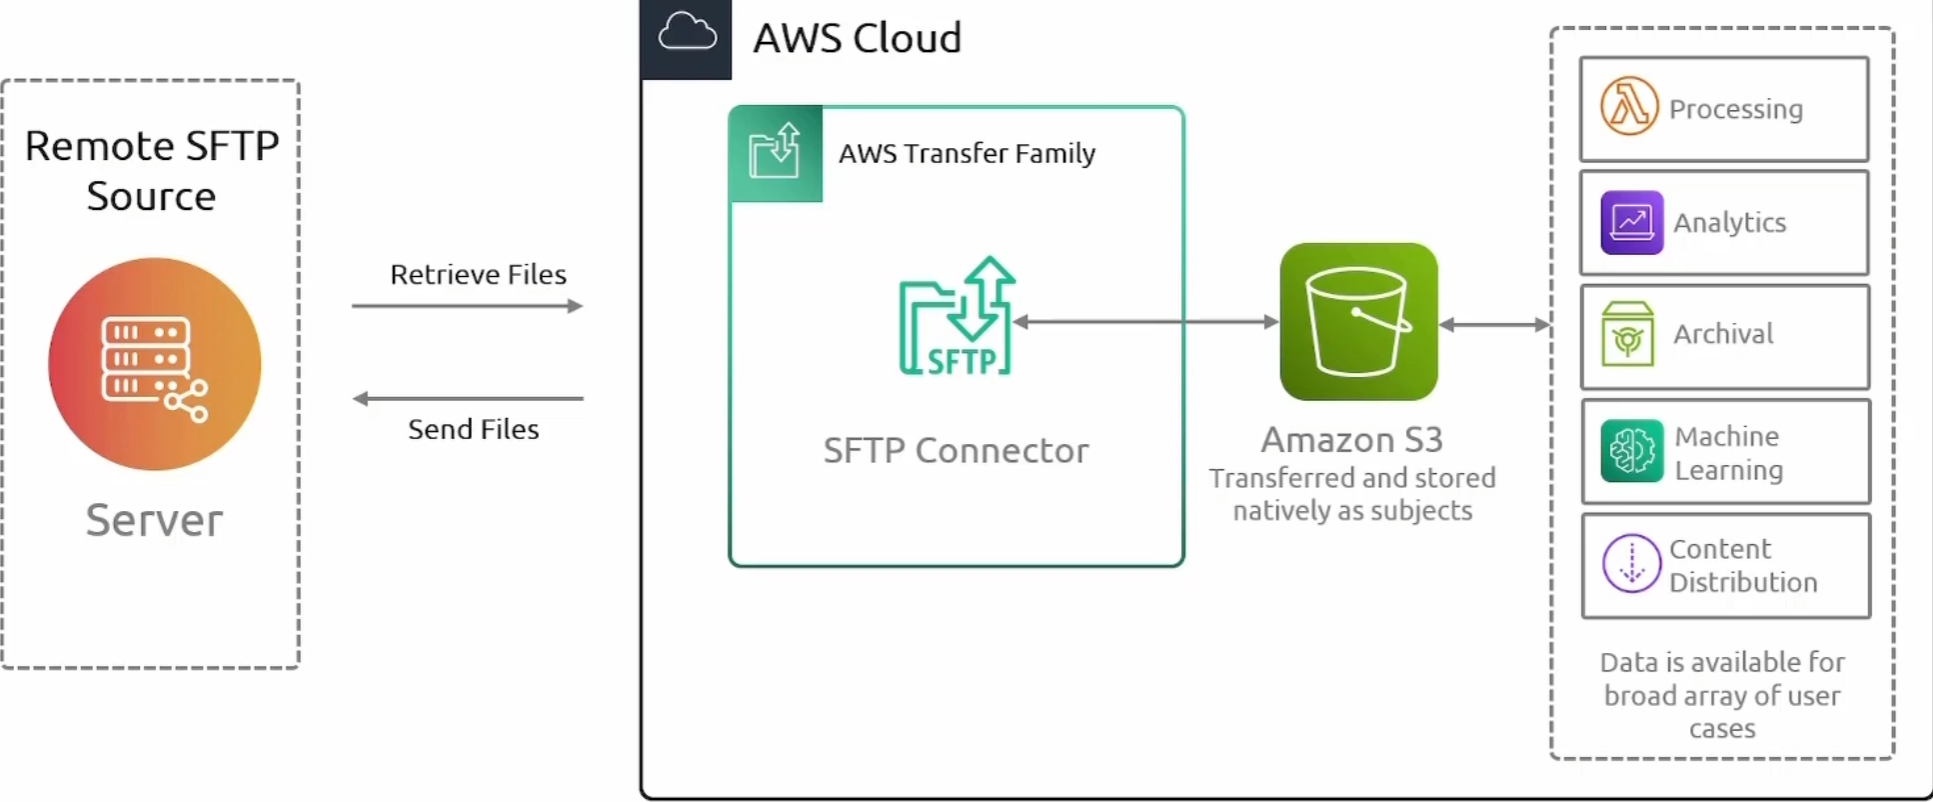 Remote SFTP
Source
Server
Retrieve Files
Send Files
AWS Cloud
AWS Transfer Family
SFTP
SFTP Connector
Amazon S3
Transferred and stored
natively as subjects
Processing
Analytics
Archival
Machine
Learning
Content
Distribution
Data is available for
broad array of user
cases